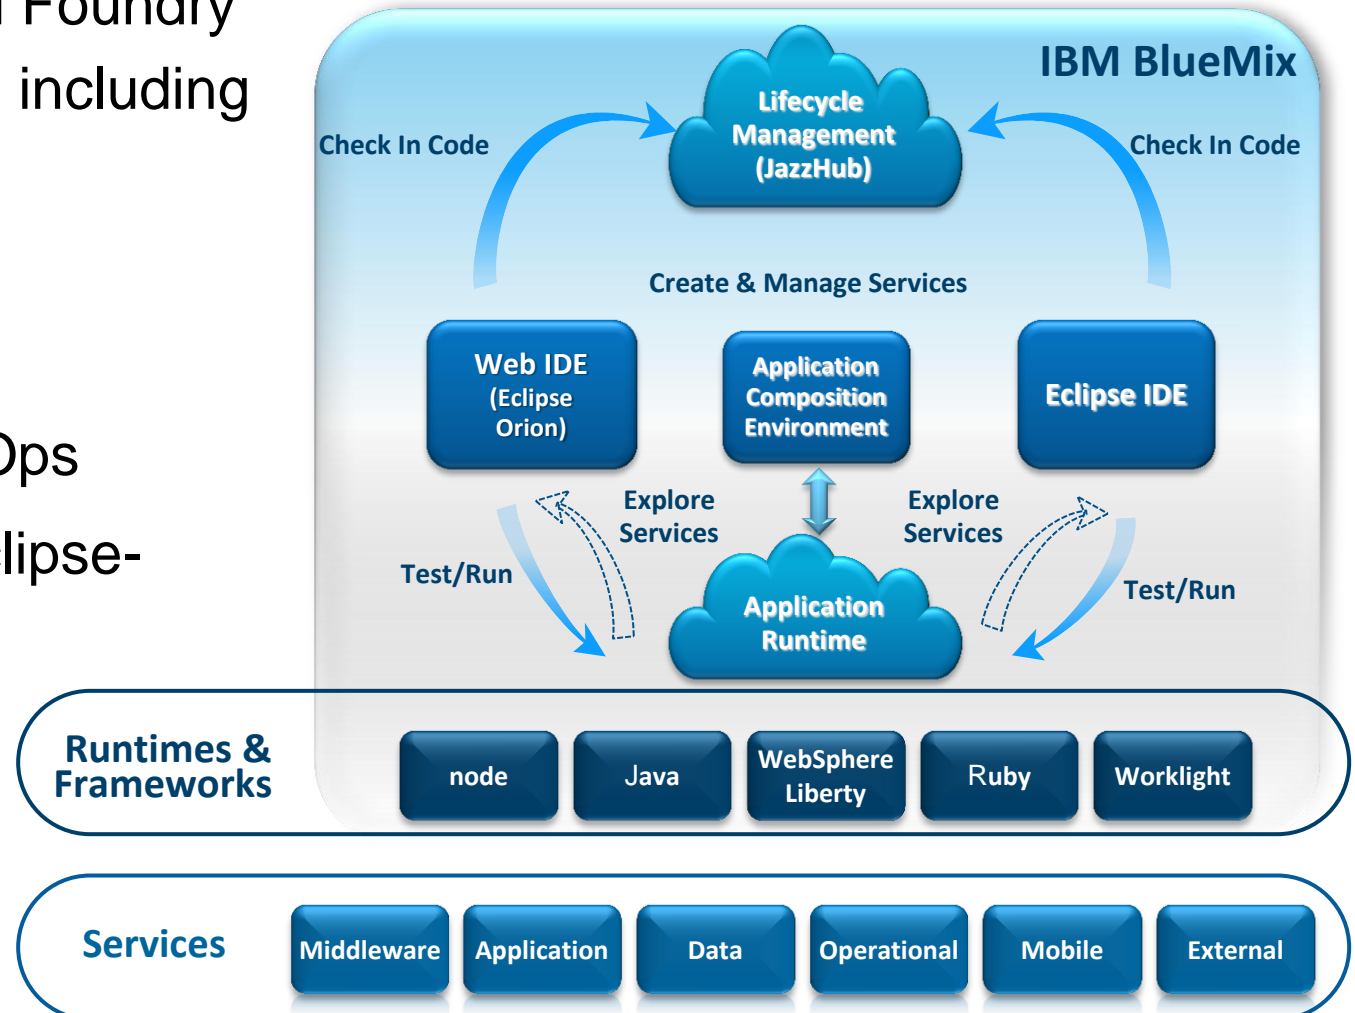 Foundry
including
Ops
clipse-
IBM BlueMix
Lifecycle
Management
(JazzHub)
Check In Code
Check In Code
Create & Manage Services
Web IDE
(Eclipse
Orion)
Application
Composition
Environment
Eclipse IDE
Explore
Services
Explore
Services
Test/Run
Test/Run
Application
Runtime
Runtimes &
Frameworks
node
Java
WebSphere
Liberty
Ruby
Worklight
Services
Middleware
Application
Data
Operational
Mobile
External